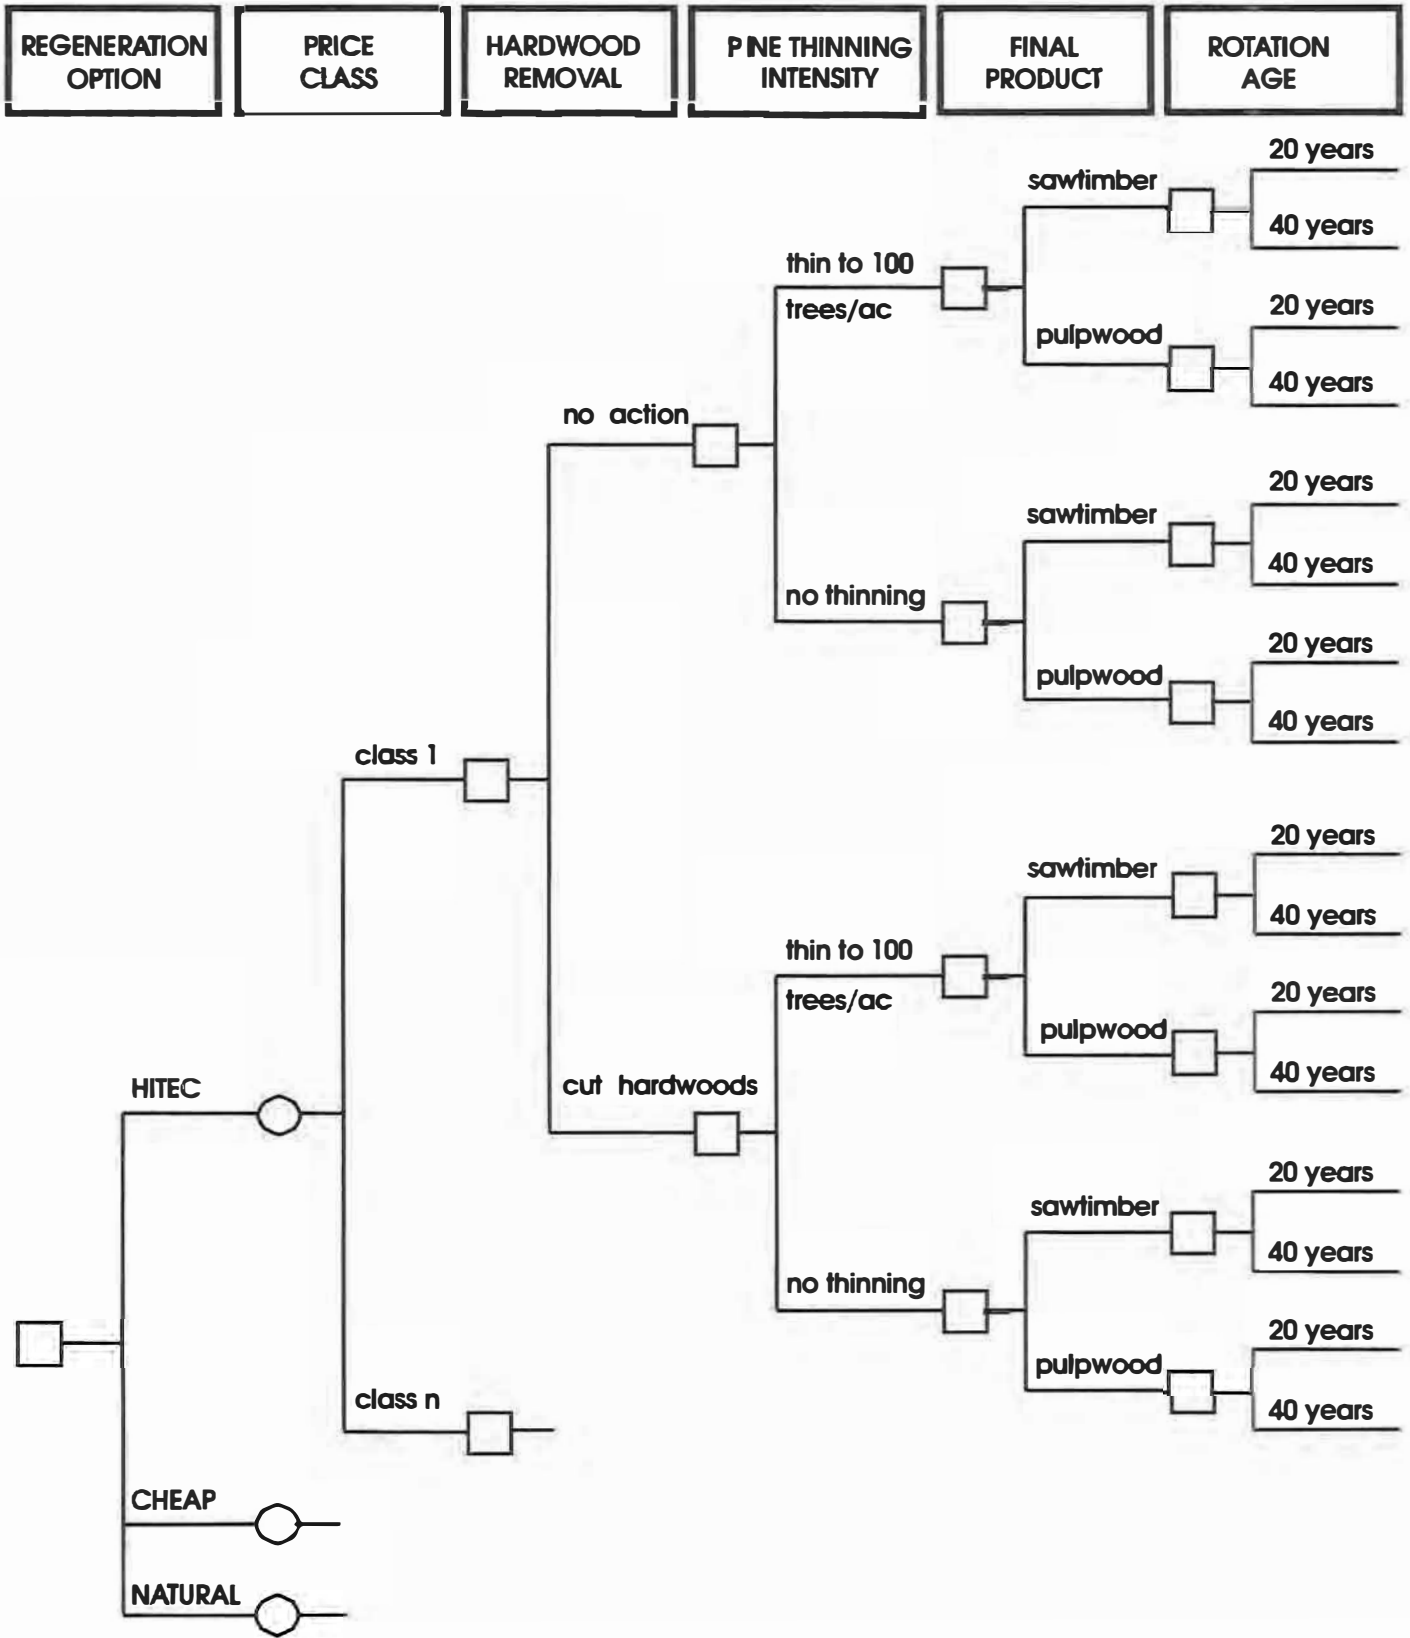 REGENERATION
OPTION
PRICE
CLASS
HARDWOOD
REMOVAL
PINE THINNING
INTENSITY
FINAL
PRODUCT
ROTATION
AGE
20 years
sawtimber
40 years
thin to 100
trees/ac
20 years
pulpwood
40 years
no action
20 years
sawtimber
40 years
no thinning
20 years
pulpwood
40 years
class 1
20 years
sawtimber
40 years
thin to 100
trees/ac
20 years
pulpwood
40 years
HITEC
cut hardwoods
20 years
sawtimber
40 years
no thinning
20 years
pulpwood
40 years
class n
CHEAP
NATURAL